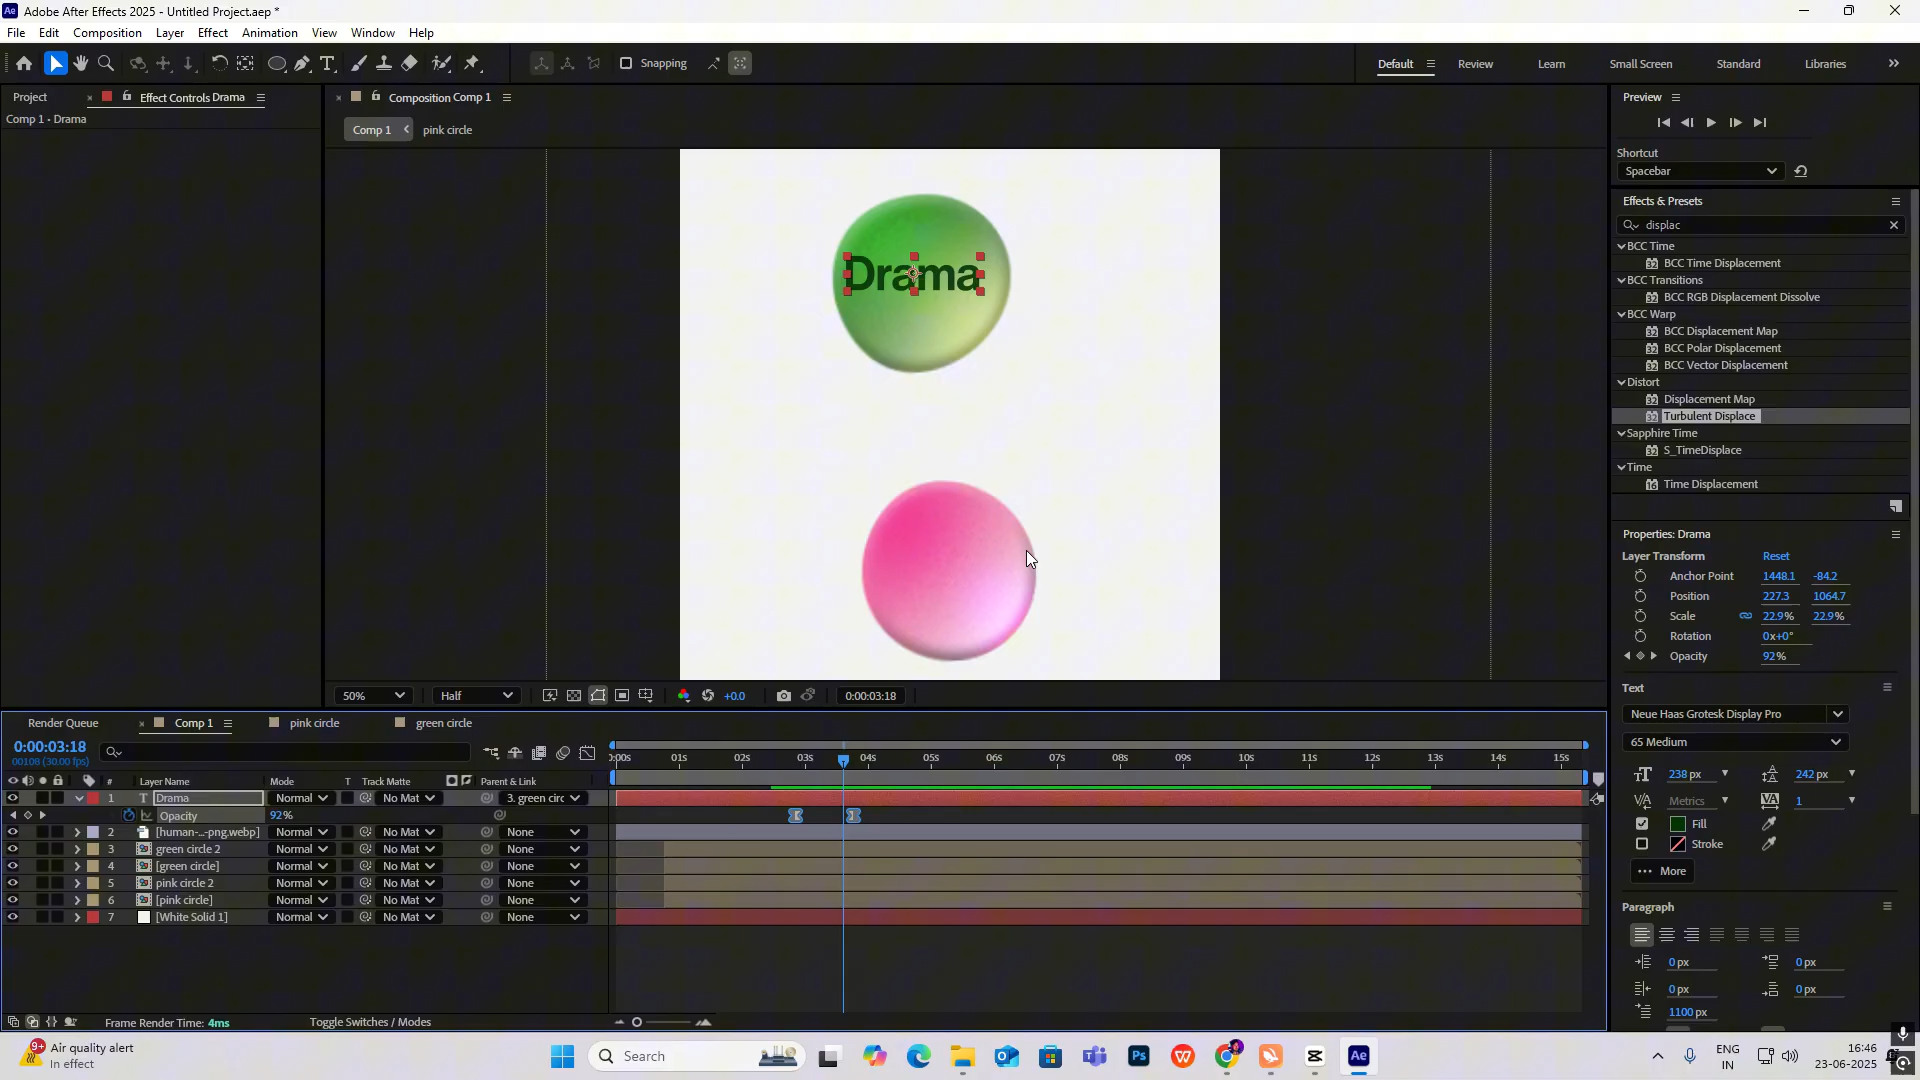 Adobe After Effects 2025 - Untitled Project.aep *
File Edit Composition Layer Effect Animation View Window Help
Snapping Default Review Learn Small Screen Standard Libraries
Project Effect Controls Drama
Comp 1 - Drama
Composition Comp 1
Comp 1 pink circle
Drama
50% Half +0.0 0:00:03:18
Preview
Shortcut
Spacebar
Effects & Presets
displac
BCC Time
BCC Time Displacement
BCC Transitions
BCC RGB Displacement Dissolve
BCC Warp
BCC Displacement Map
BCC Polar Displacement
BCC Vector Displacement
Distort
Displacement Map
Turbulent Displace
Sapphire Time
S_TimeDisplace
Time
Time Displacement
Properties: Drama
Layer Transform Reset
Anchor Point 1448.1 -84.2
Position 227.3 1064.7
Scale 22.9% 22.9%
Rotation 0x+0°
Opacity 92%
Text
Neue Haas Grotesk Display Pro
65 Medium
238 px 242 px
Metrics 1
Fill
Stroke
More
Paragraph
0 px 0 px
0 px 0 px
1100 px
Render Queue Comp 1 pink circle green circle
0:00:03:18
00108 (30.00 fps)
0:00s 01s 02s 03s 04s 05s 06s 07s 08s 09s 10s 11s 12s 13s 14s 15s
# Layer Name Mode T Track Matte Parent & Link
1 T Drama Normal No Mat 3. green circ
Opacity 92%
2 [human-...-png.webp] Normal No Mat None
3 green circle 2 Normal No Mat None
4 [green circle] Normal No Mat None
5 pink circle 2 Normal No Mat None
6 [pink circle] Normal No Mat None
7 [White Solid 1] Normal No Mat None
Frame Render Time: 4ms Toggle Switches / Modes
9+ Air quality alert
In effect
Search
ENG
IN
16:46
23-06-2025